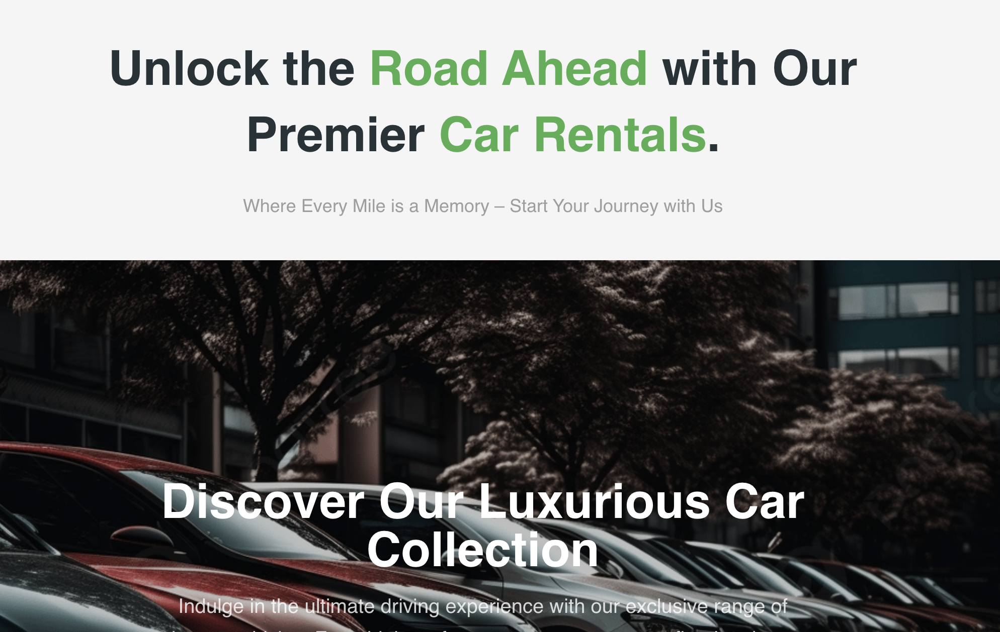 Unlock the Road Ahead with Our
Premier Car Rentals.
Where Every Mile is a Memory – Start Your Journey with Us
Discover Our Luxurious Car
Collection
Indulge in the ultimate driving experience with our exclusive range of